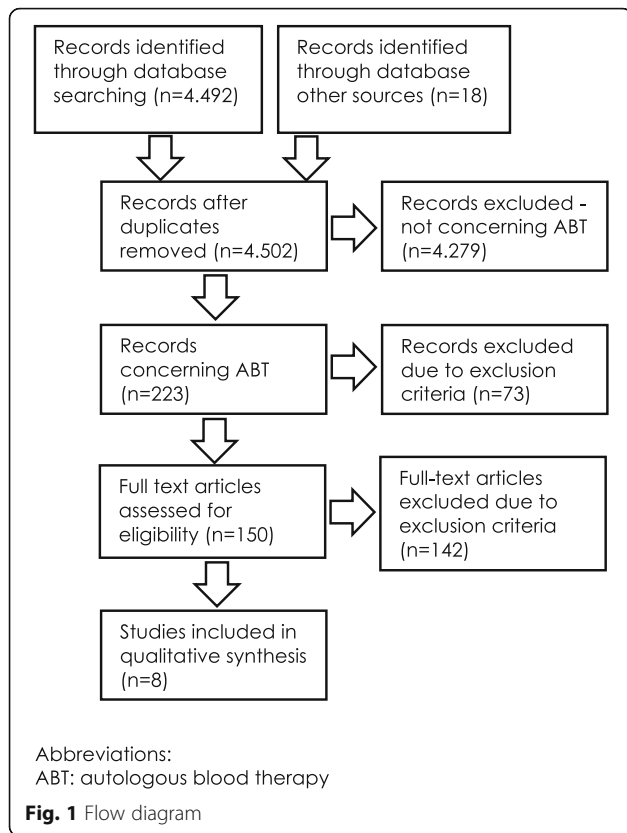 Records identified
through database
searching (n=4.492)
Records identified
through database
other sources (n=18)
Records after
duplicates
removed (n=4.502)
Records excluded -
not concerning ABT
(n=4.279)
Records
concerning ABT
(n=223)
Records excluded
due to exclusion
criteria (n=73)
Full text articles
assessed for
eligibility (n=150)
Full-text articles
excluded due to
exclusion criteria
(n=142)
Studies included in
qualitative synthesis
(n=8)
Abbreviations:
ABT: autologous blood therapy
Fig. 1 Flow diagram